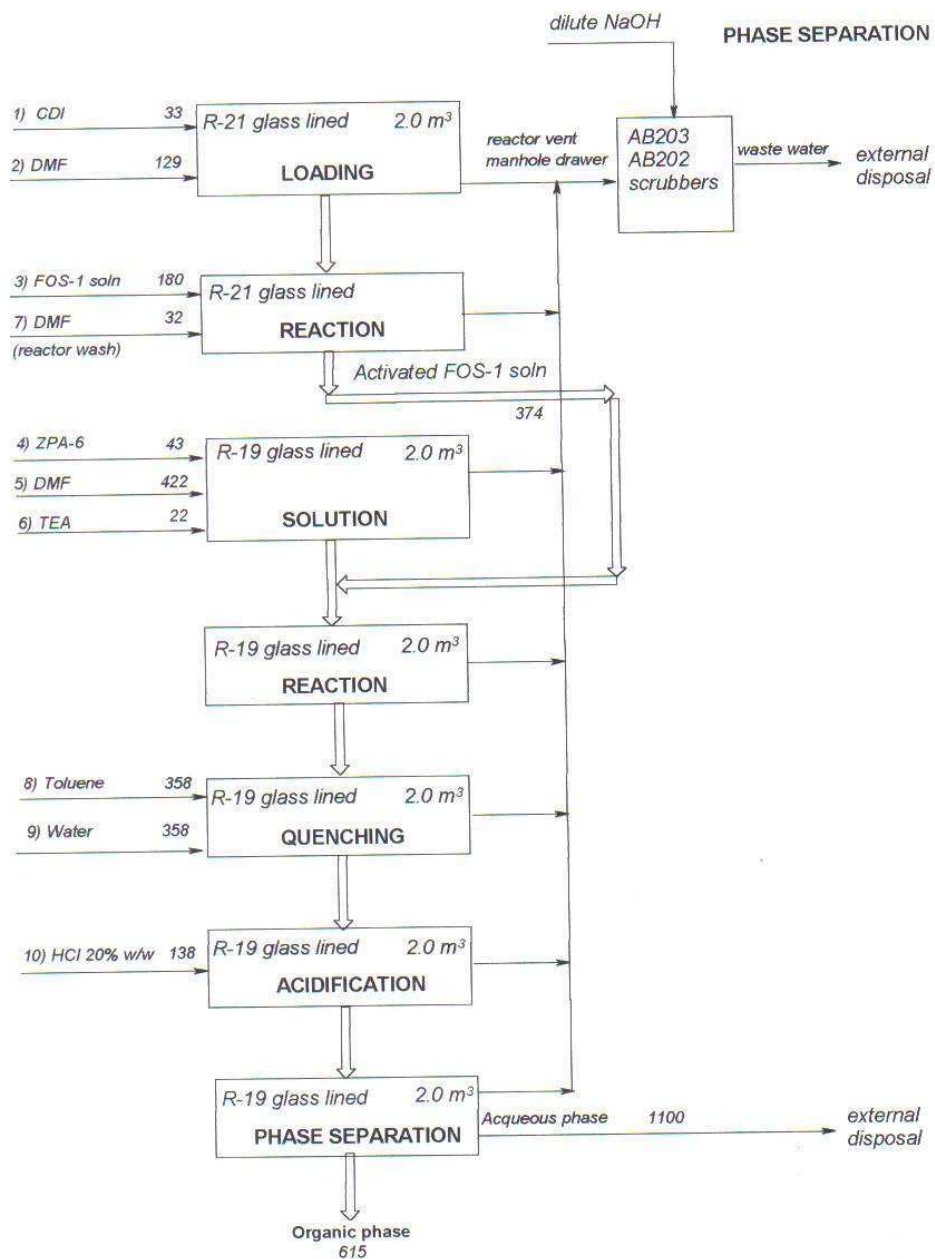 dilute NaOH
PHASE SEPARATION
1) CDI 33
2) DMF 129
R-21 glass lined 2.0 m³
LOADING
reactor vent
manhole drawer
AB203
AB202
scrubbers
waste water
external
disposal
3) FOS-1 soln 180
7) DMF 32
(reactor wash)
R-21 glass lined
REACTION
Activated FOS-1 soln
374
4) ZPA-6 43
5) DMF 422
6) TEA 22
R-19 glass lined 2.0 m³
SOLUTION
R-19 glass lined 2.0 m³
REACTION
8) Toluene 358
9) Water 358
R-19 glass lined 2.0 m³
QUENCHING
10) HCl 20% w/w 138
R-19 glass lined 2.0 m³
ACIDIFICATION
R-19 glass lined 2.0 m³
PHASE SEPARATION
Acqueous phase 1100
external
disposal
Organic phase
615